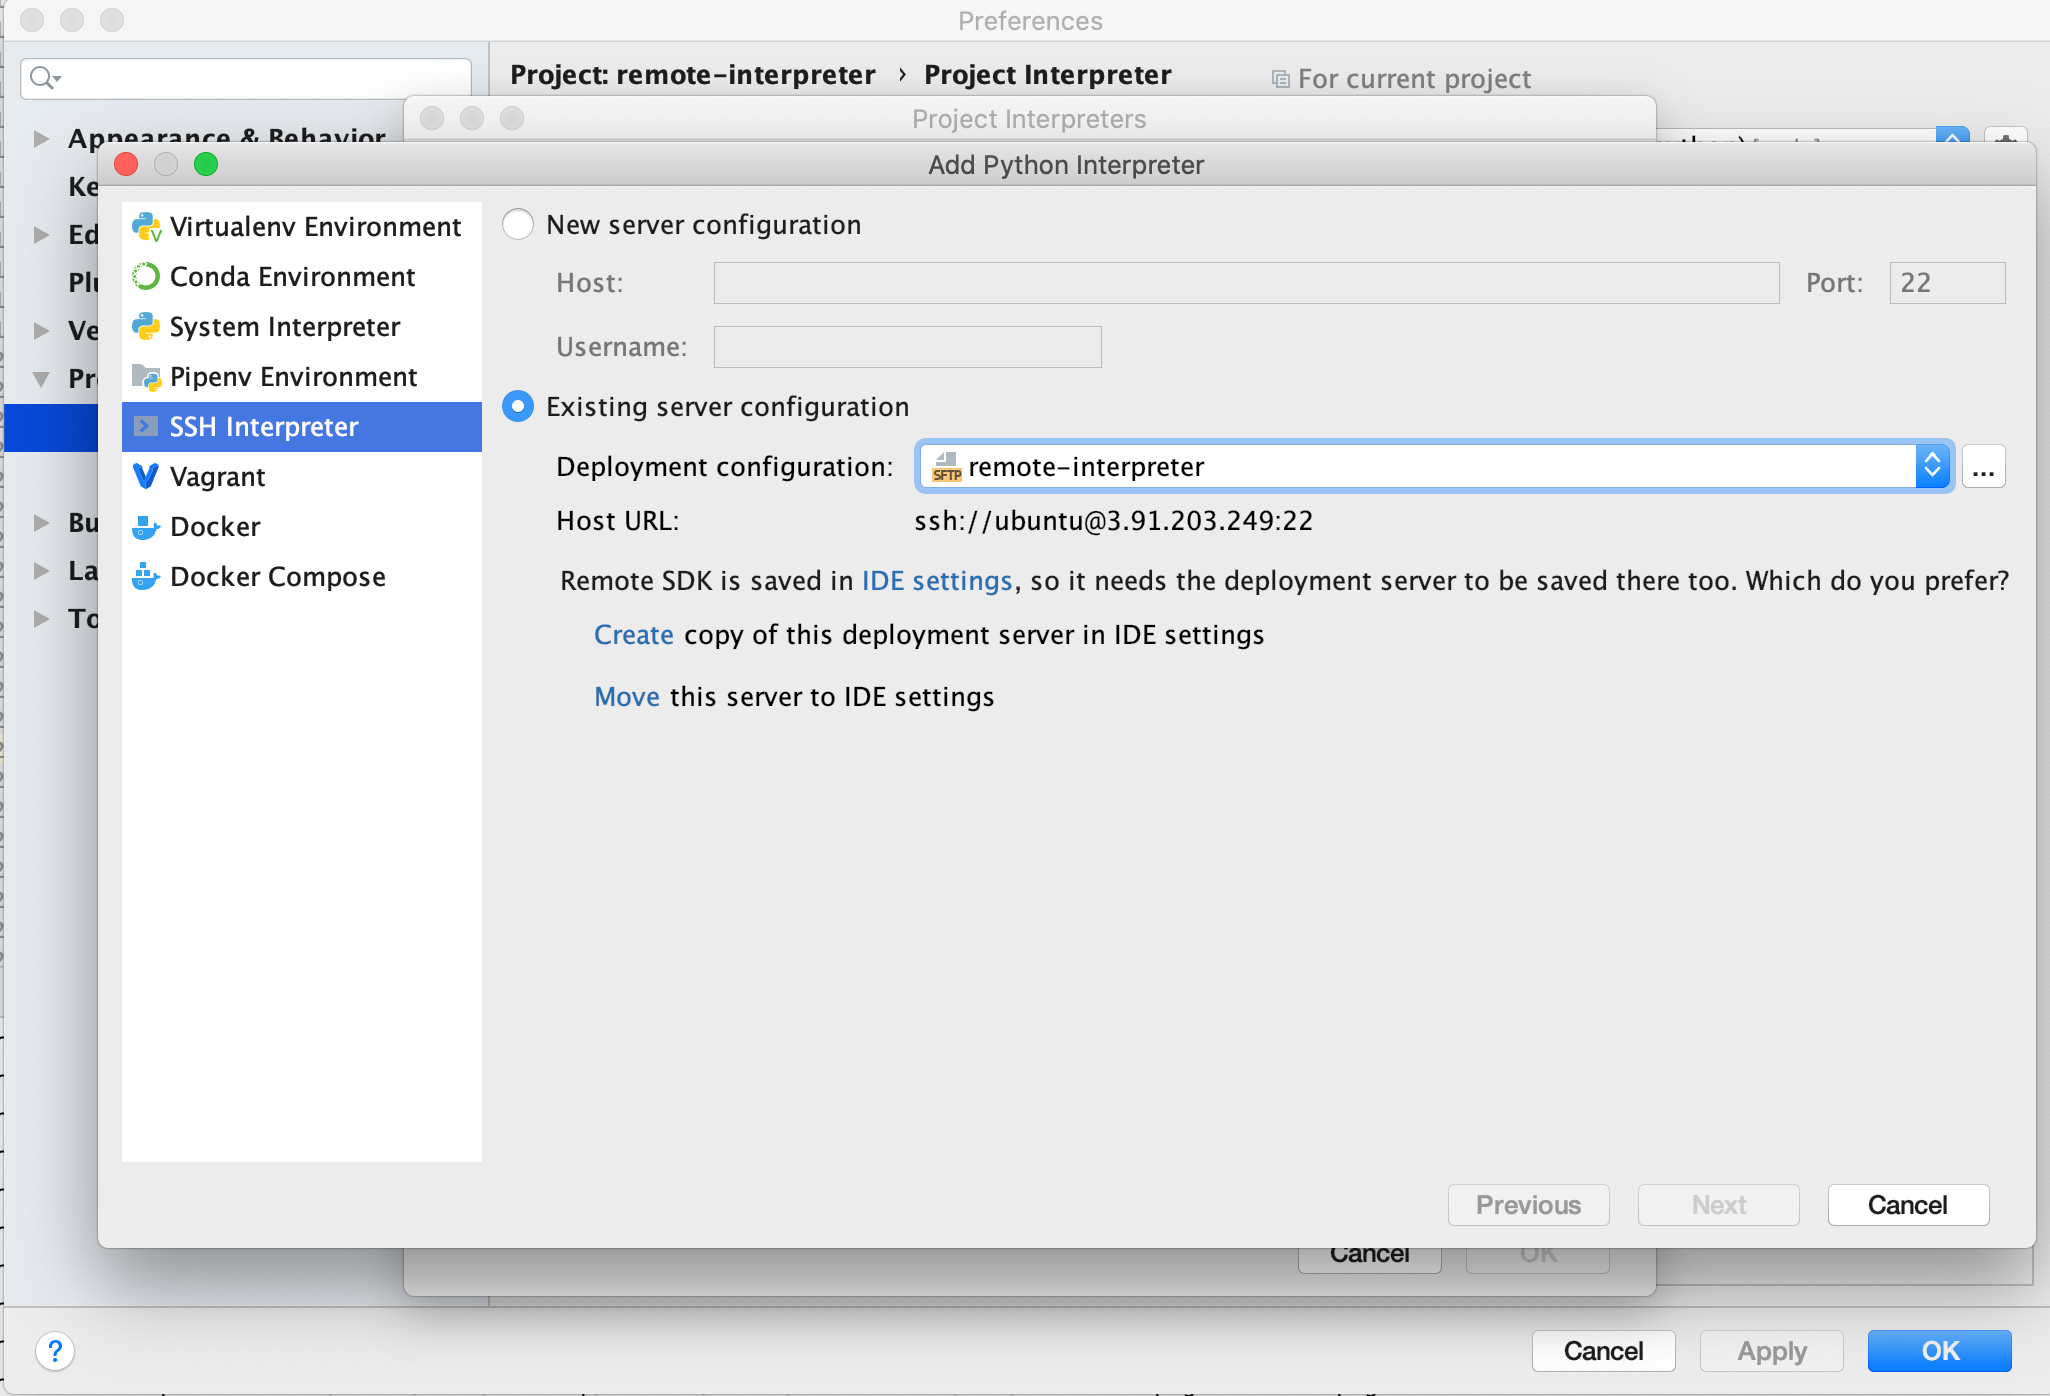 Preferences
Project: remote-interpreter › Project Interpreter For current project
Project Interpreters
Appearance & Behavior
Add Python Interpreter
Ke
Ed
Plu
Ve
Pr
Bu
La
To
Virtualenv Environment
Conda Environment
System Interpreter
Pipenv Environment
SSH Interpreter
Vagrant
Docker
Docker Compose
New server configuration
Host: Port: 22
Username:
Existing server configuration
Deployment configuration: SFTP remote-interpreter ...
Host URL: ssh://ubuntu@3.91.203.249:22
Remote SDK is saved in IDE settings, so it needs the deployment server to be saved there too. Which do you prefer?
Create copy of this deployment server in IDE settings
Move this server to IDE settings
Previous Next Cancel
Cancel OK
? Cancel Apply OK